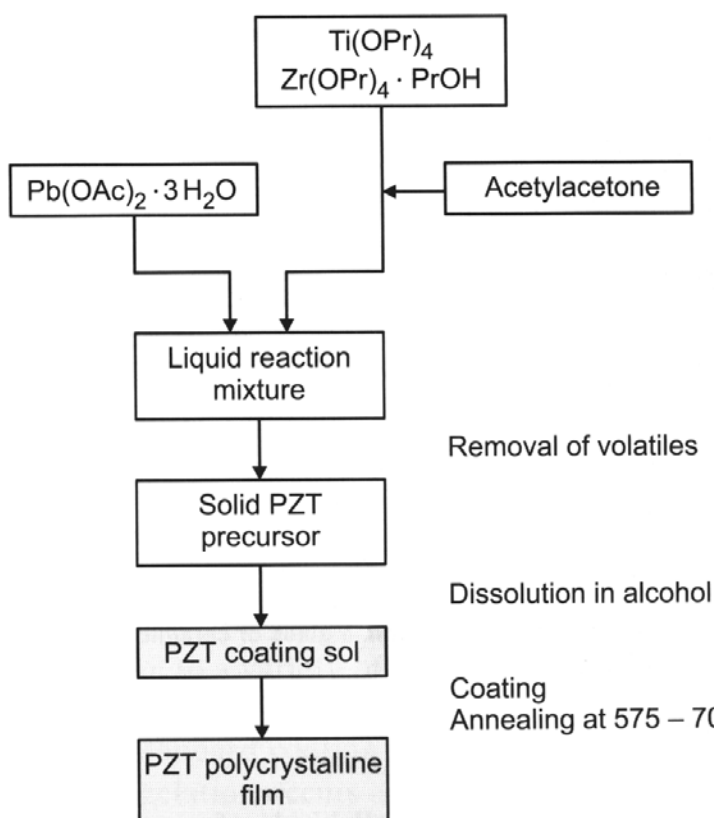 Ti(OPr)₄
Zr(OPr)₄ · PrOH
Pb(OAc)₂ · 3 H₂O
Acetylacetone
Liquid reaction
mixture
Removal of volatiles
Solid PZT
precursor
Dissolution in alcohol
PZT coating sol
Coating
Annealing at 575 – 70
PZT polycrystalline
film